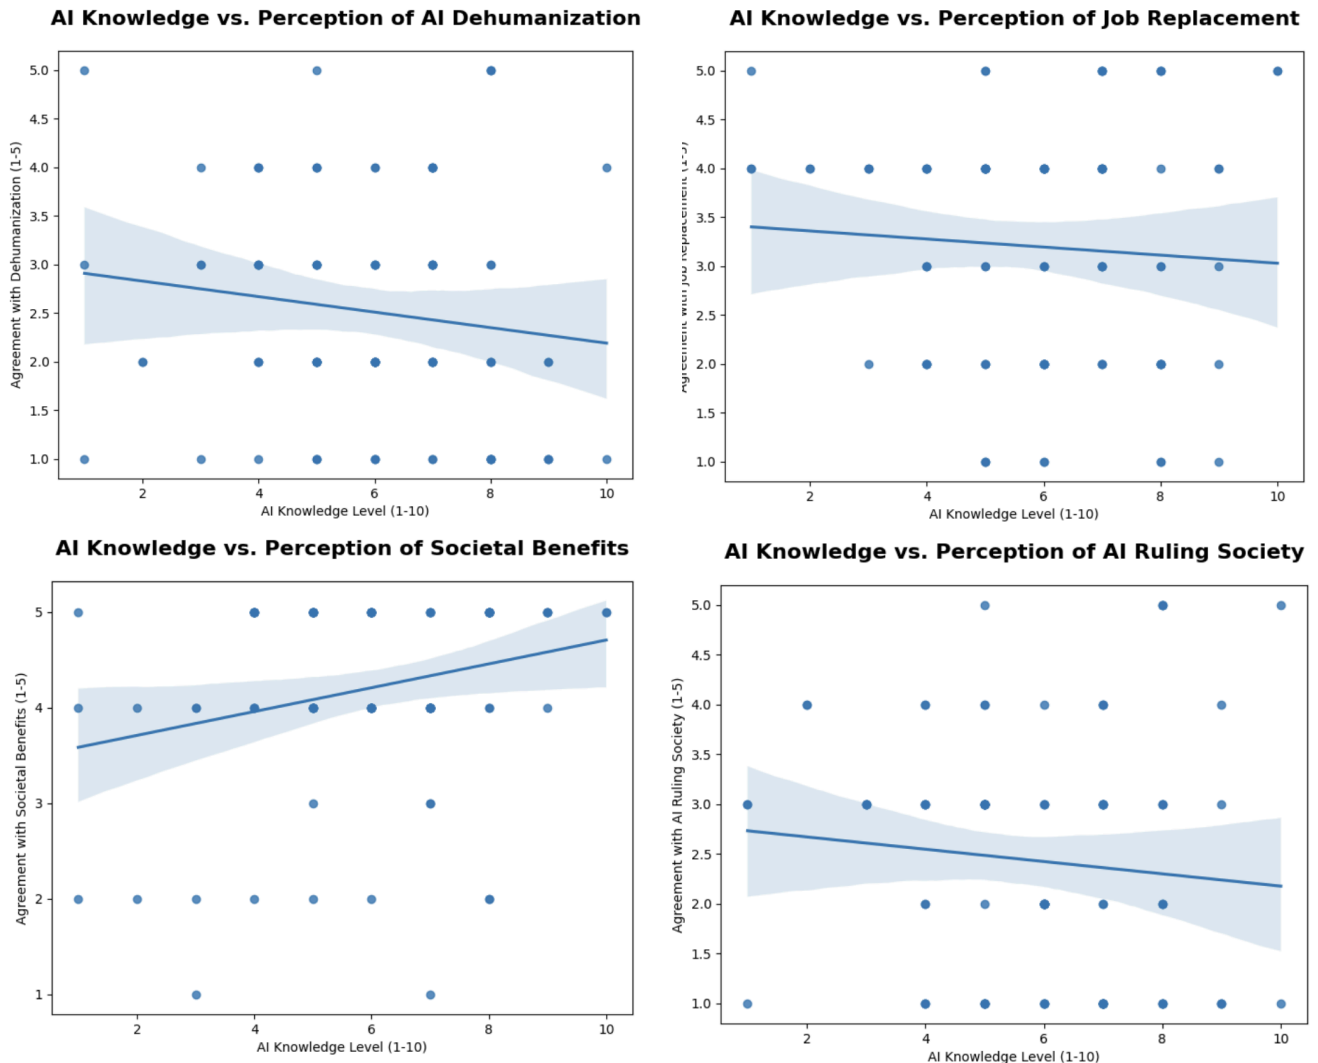 AI Knowledge vs. Perception of AI Dehumanization
Agreement with Dehumanization (1-5)
5.0
4.5
4.0
3.5
3.0
2.5
2.0
1.5
1.0
2 4 6 8 10
AI Knowledge Level (1-10)
AI Knowledge vs. Perception of Job Replacement
Agreement with Job Replacement (1-5)
5.0
4.5
4.0
3.5
3.0
2.5
2.0
1.5
1.0
2 4 6 8 10
AI Knowledge Level (1-10)
AI Knowledge vs. Perception of Societal Benefits
Agreement with Societal Benefits (1-5)
5
4
3
2
1
2 4 6 8 10
AI Knowledge Level (1-10)
AI Knowledge vs. Perception of AI Ruling Society
Agreement with AI Ruling Society (1-5)
5.0
4.5
4.0
3.5
3.0
2.5
2.0
1.5
1.0
2 4 6 8 10
AI Knowledge Level (1-10)